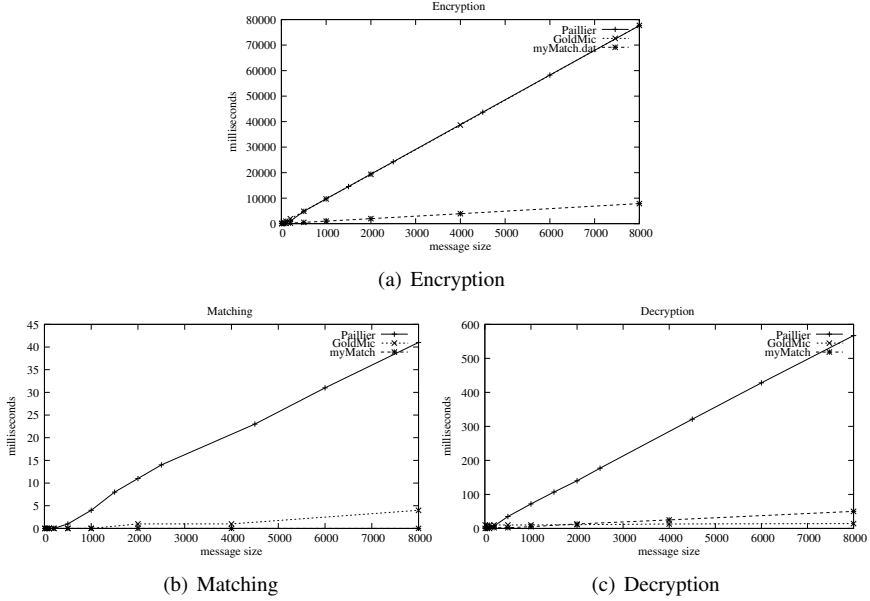 Encryption
80000
70000
60000
50000
40000
30000
20000
10000
0
milliseconds
Paillier
GoldMic
myMatch.dat
0 1000 2000 3000 4000 5000 6000 7000 8000
message size
(a) Encryption
Matching
45
40
35
30
25
20
15
10
5
0
milliseconds
Paillier
GoldMic
myMatch
0 1000 2000 3000 4000 5000 6000 7000 8000
message size
(b) Matching
Decryption
600
500
400
300
200
100
0
milliseconds
Paillier
GoldMic
myMatch
0 1000 2000 3000 4000 5000 6000 7000 8000
message size
(c) Decryption